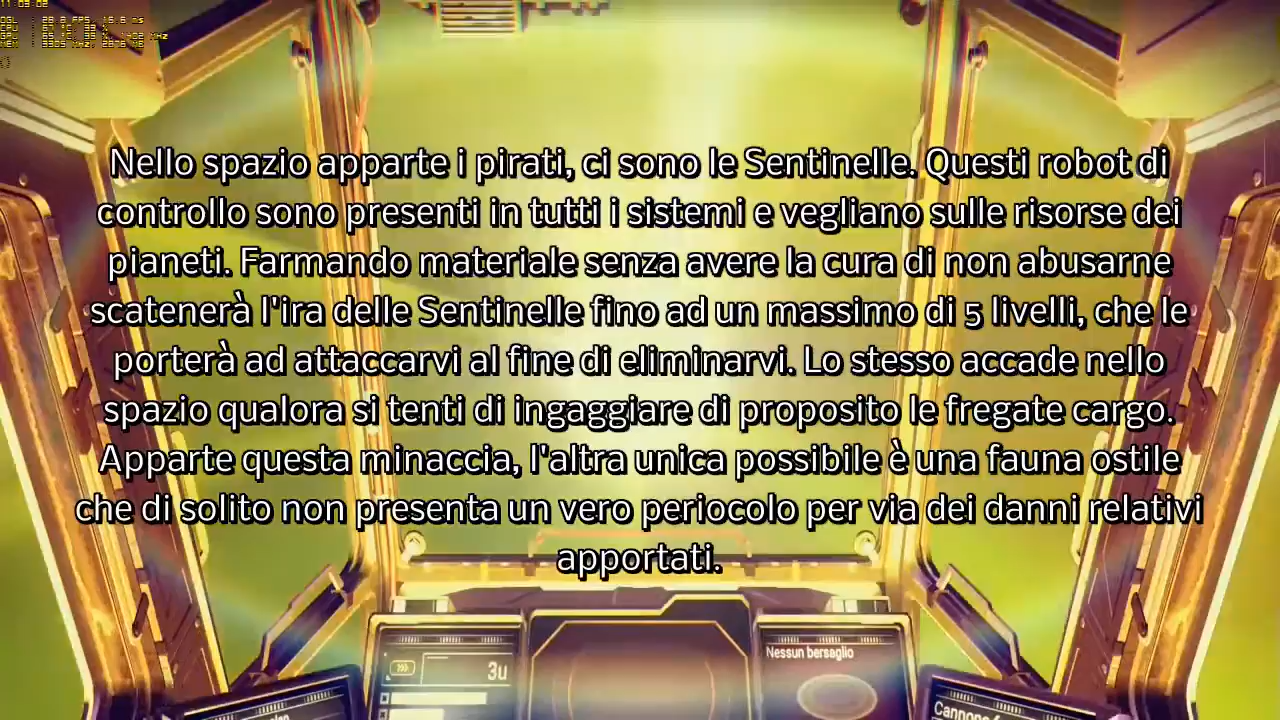 11:09:02
Nello spazio apparte i pirati, ci sono le Sentinelle. Questi robot di
controllo sono presenti in tutti i sistemi e vegliano sulle risorse dei
pianeti. Farmando materiale senza avere la cura di non abusarne
scatenerà l'ira delle Sentinelle fino ad un massimo di 5 livelli, che le
porterà ad attaccarvi al fine di eliminarvi. Lo stesso accade nello
spazio qualora si tenti di ingaggiare di proposito le fregate cargo.
Apparte questa minaccia, l'altra unica possibile è una fauna ostile
che di solito non presenta un vero periocolo per via dei danni relativi
apportati.
Nessun bersaglio
3u